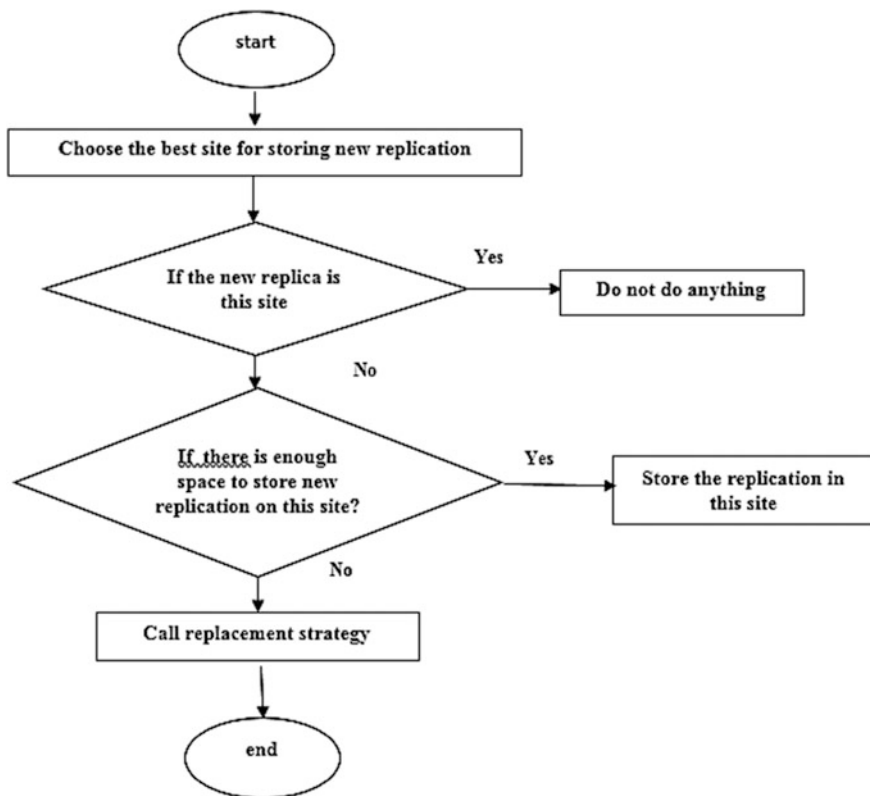 start
Choose the best site for storing new replication
If the new replica is
this site
Yes
Do not do anything
No
If there is enough
space to store new
replication on this site?
Yes
Store the replication in
this site
No
Call replacement strategy
end